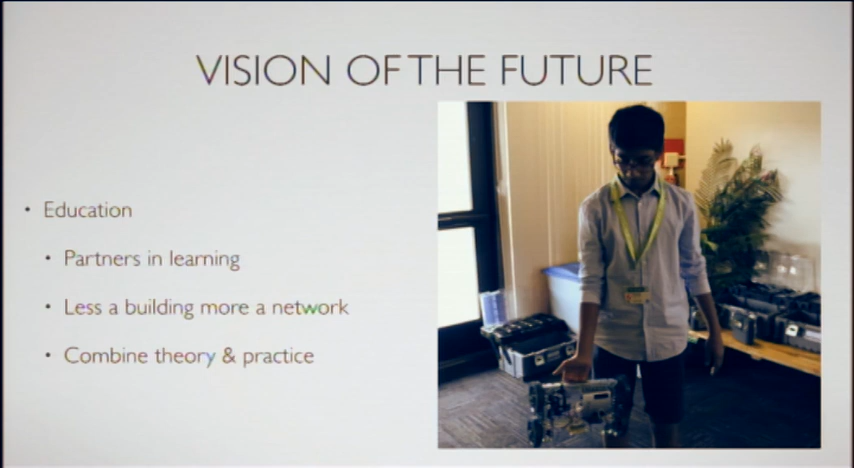 VISION OF THE FUTURE
• Education
• Partners in learning
• Less a building more a network
• Combine theory & practice